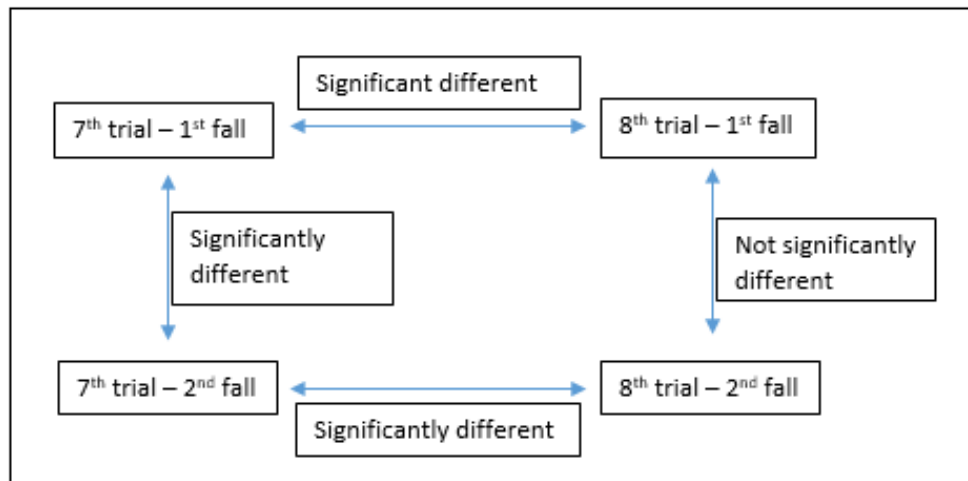 Significant different
7th trial – 1st fall
8th trial – 1st fall
Significantly
different
Not significantly
different
7th trial – 2nd fall
8th trial – 2nd fall
Significantly different